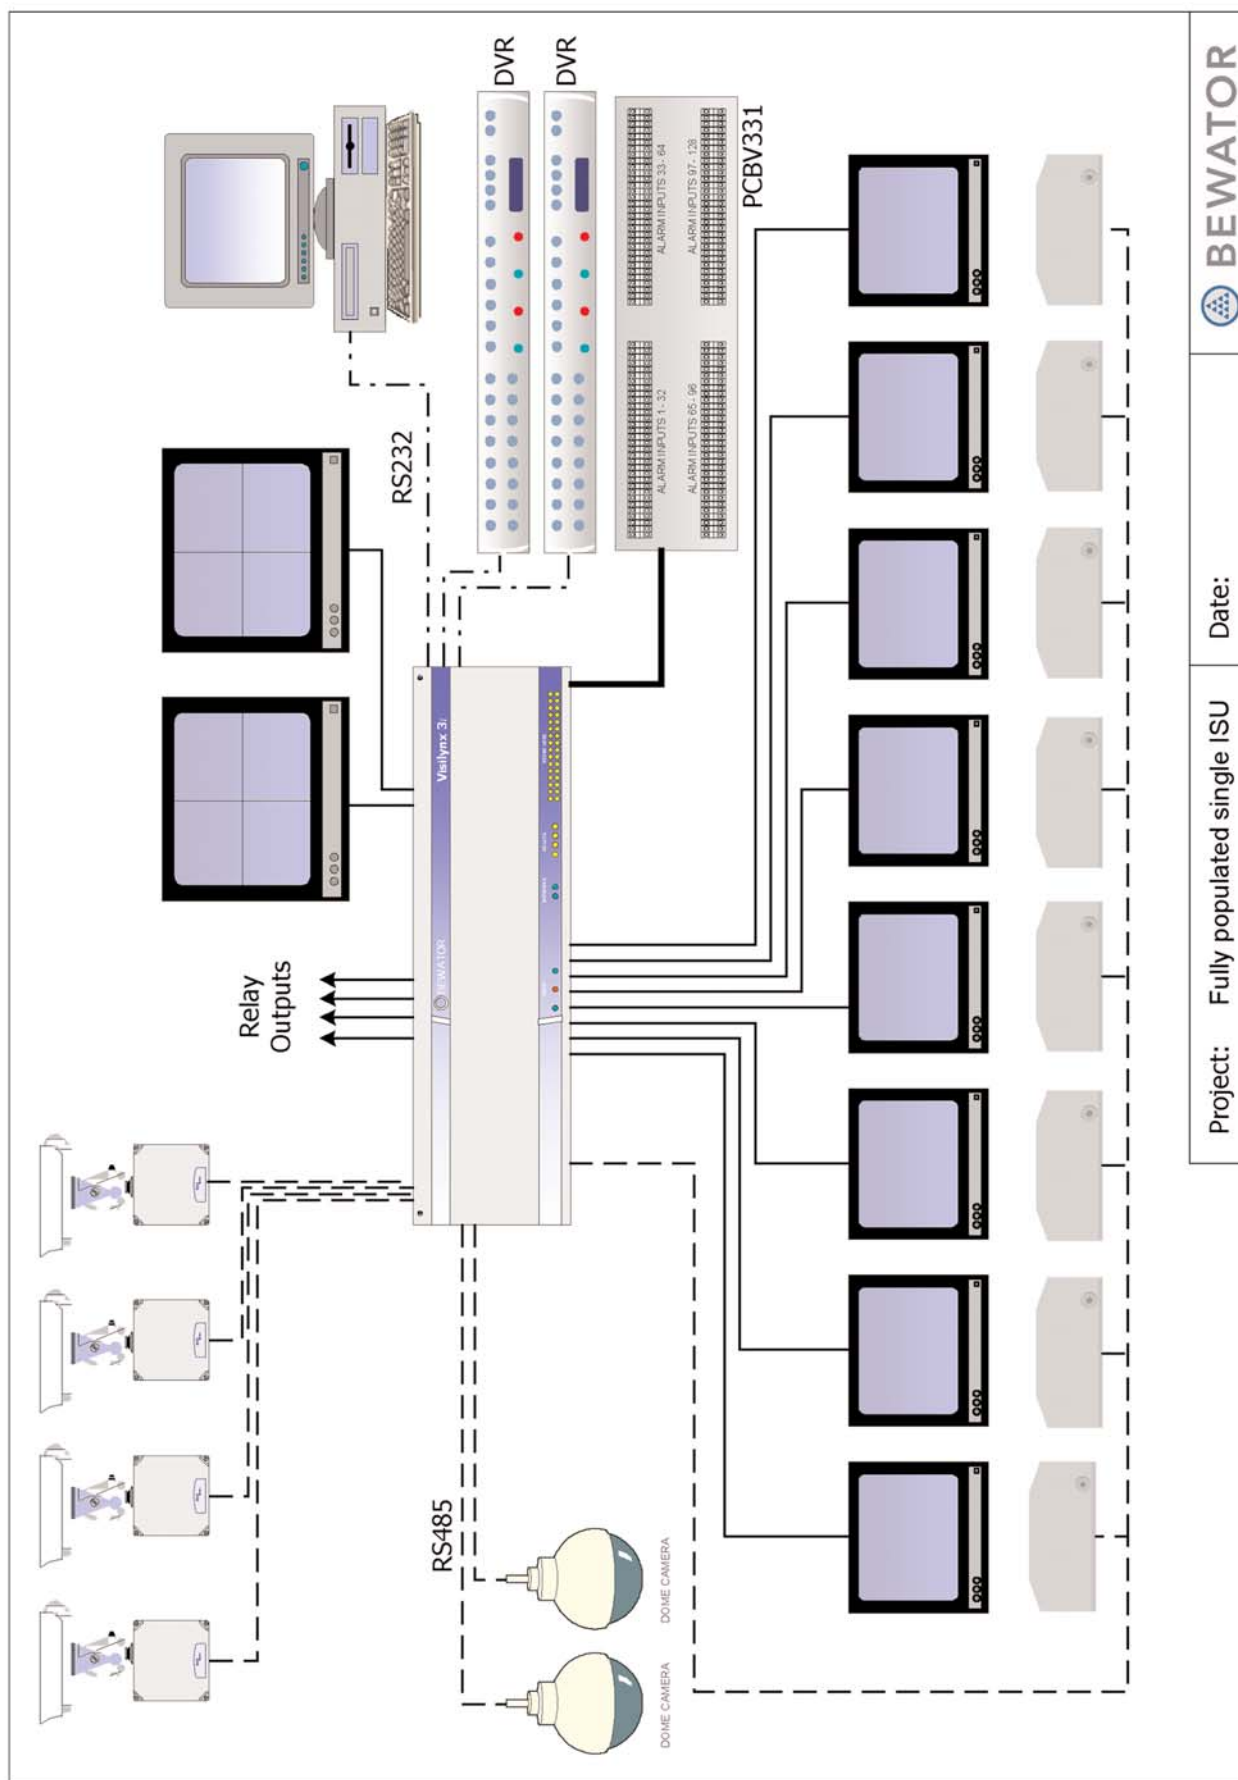 DVR
DVR
ALARM INPUTS 33- 64
ALARM INPUTS 97 - 128
ALARM INPUTS 1 - 32
ALARM INPUTS 65 - 96
PCBV331
RS232
Relay
Outputs
Visilynx 3i
BEWATOR
RS485
DOME CAMERA
DOME CAMERA
Project: Fully populated single ISU
Date:
BEWATOR